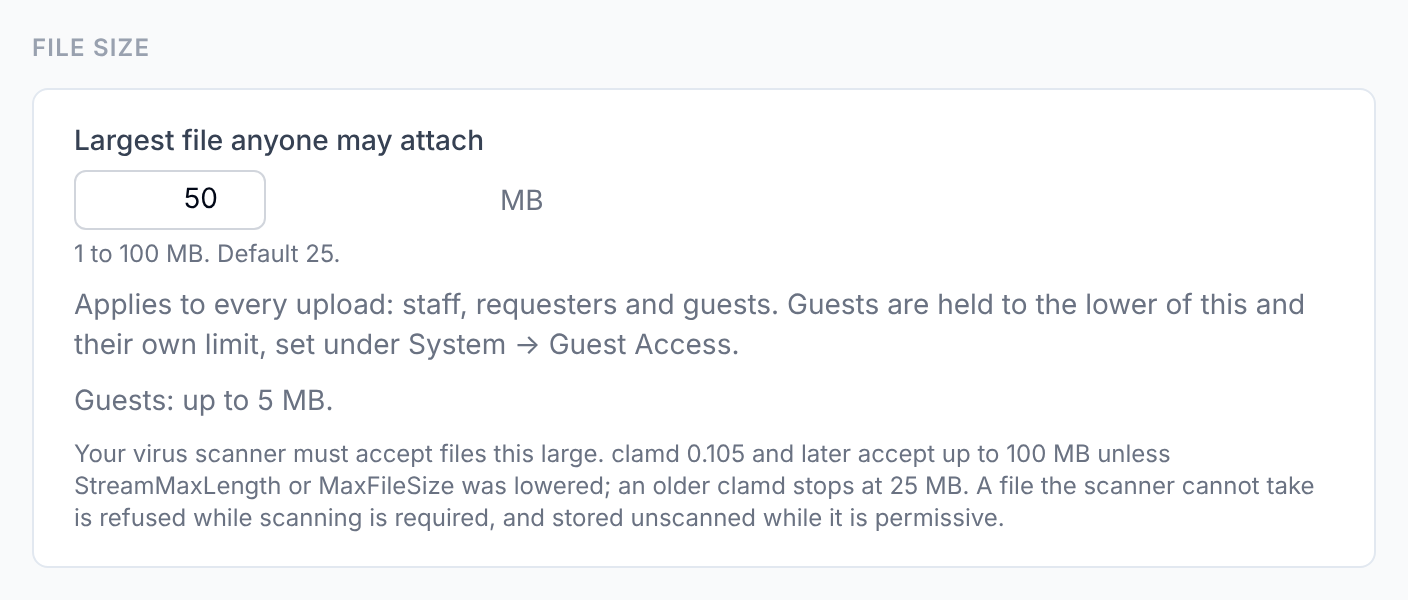 FILE SIZE
Largest file anyone may attach
50 MB
1 to 100 MB. Default 25.
Applies to every upload: staff, requesters and guests. Guests are held to the lower of this and
their own limit, set under System → Guest Access.
Guests: up to 5 MB.
Your virus scanner must accept files this large. clamd 0.105 and later accept up to 100 MB unless
StreamMaxLength or MaxFileSize was lowered; an older clamd stops at 25 MB. A file the scanner cannot take
is refused while scanning is required, and stored unscanned while it is permissive.